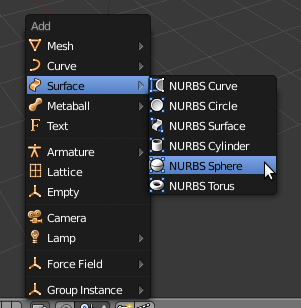 Add
Mesh
Curve
Surface
Metaball
Text
Armature
Lattice
Empty
Camera
Lamp
Force Field
Group Instance
NURBS Curve
NURBS Circle
NURBS Surface
NURBS Cylinder
NURBS Sphere
NURBS Torus